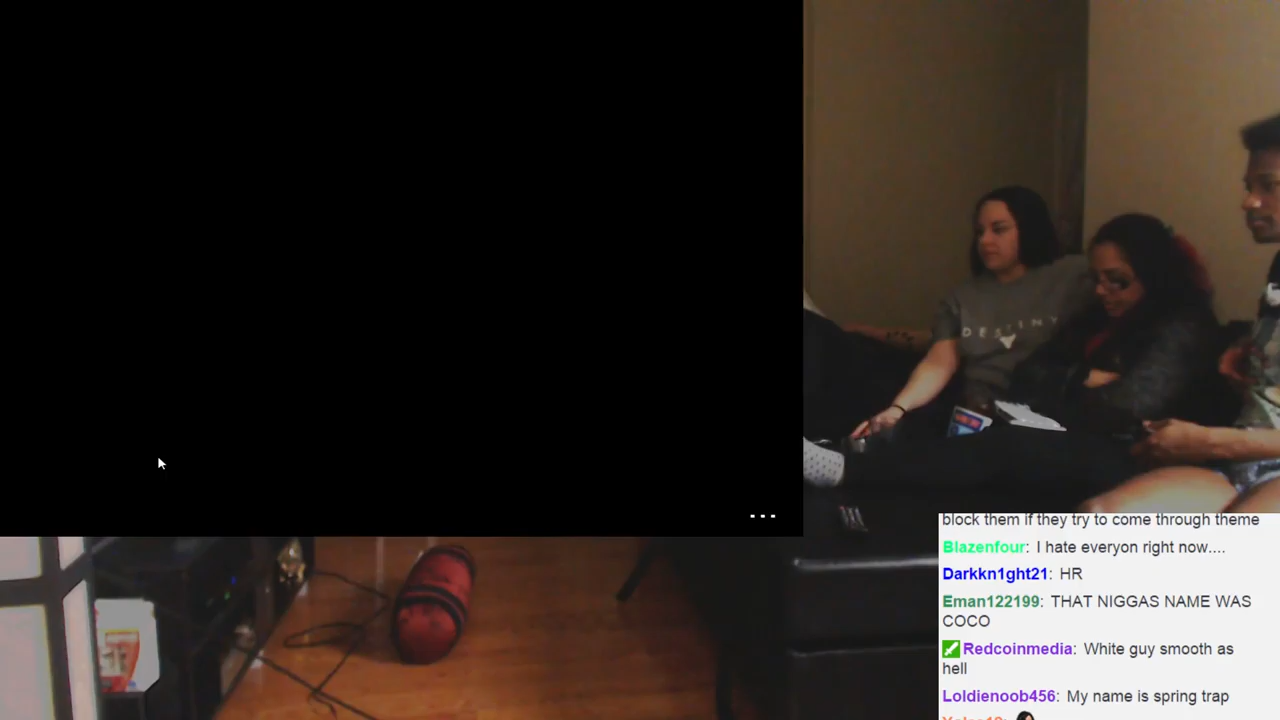 DESTINY
block them if they try to come through theme
Blazenfour: I hate everyon right now....
Darkkn1ght21: HR
Eman122199: THAT NIGGAS NAME WAS
COCO
Redcoinmedia: White guy smooth as
hell
Loldienoob456: My name is spring trap